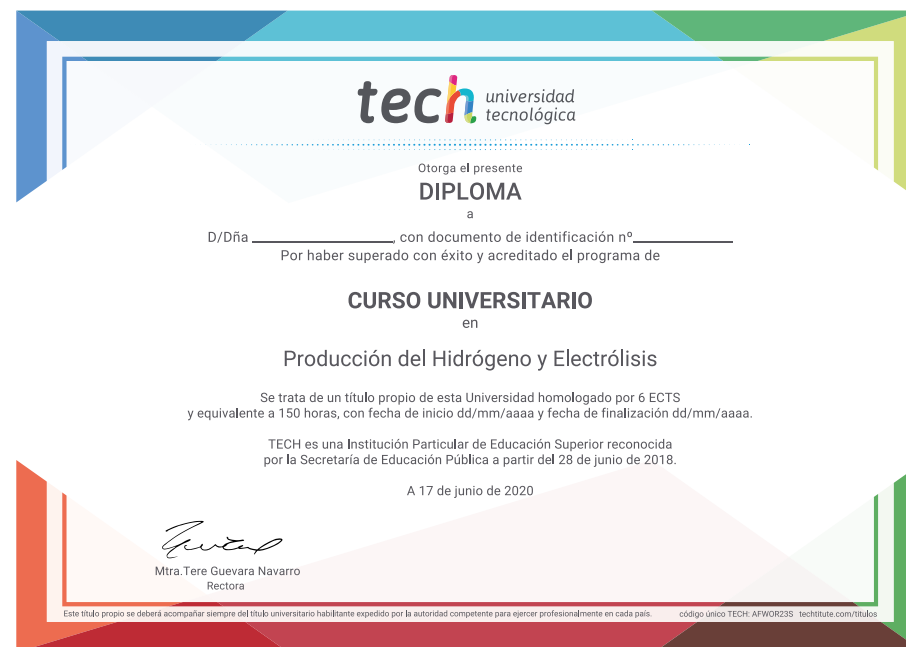 tech universidad
tecnológica
Otorga el presente
DIPLOMA
a
D/Dña ____________________, con documento de identificación nº______________
Por haber superado con éxito y acreditado el programa de
CURSO UNIVERSITARIO
en
Producción del Hidrógeno y Electrólisis
Se trata de un título propio de esta Universidad homologado por 6 ECTS
y equivalente a 150 horas, con fecha de inicio dd/mm/aaaa y fecha de finalización dd/mm/aaaa.
TECH es una Institución Particular de Educación Superior reconocida
por la Secretaría de Educación Pública a partir del 28 de junio de 2018.
A 17 de junio de 2020
Mtra.Tere Guevara Navarro
Rectora
Este título propio se deberá acompañar siempre del título universitario habilitante expedido por la autoridad competente para ejercer profesionalmente en cada país. código único TECH: AFWOR23S techtitute.com/titulos